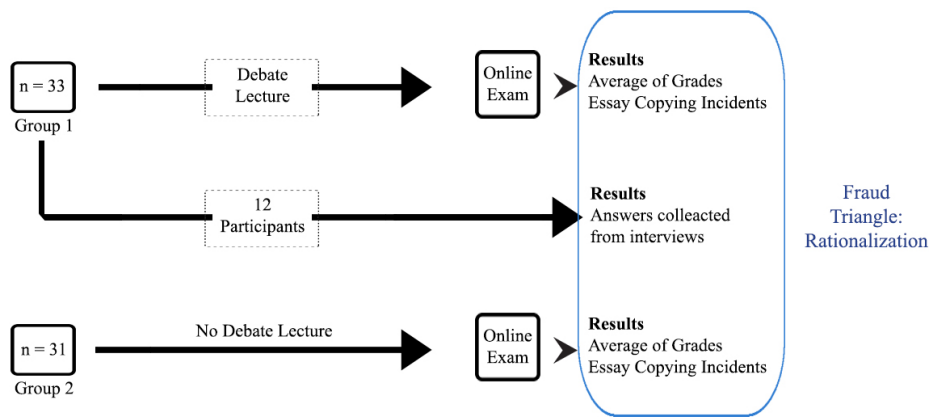 n = 33
Group 1
Debate
Lecture
Online
Exam
Results
Average of Grades
Essay Copying Incidents
12
Participants
Results
Answers colleacted
from interviews
Fraud
Triangle:
Rationalization
n = 31
Group 2
No Debate Lecture
Online
Exam
Results
Average of Grades
Essay Copying Incidents